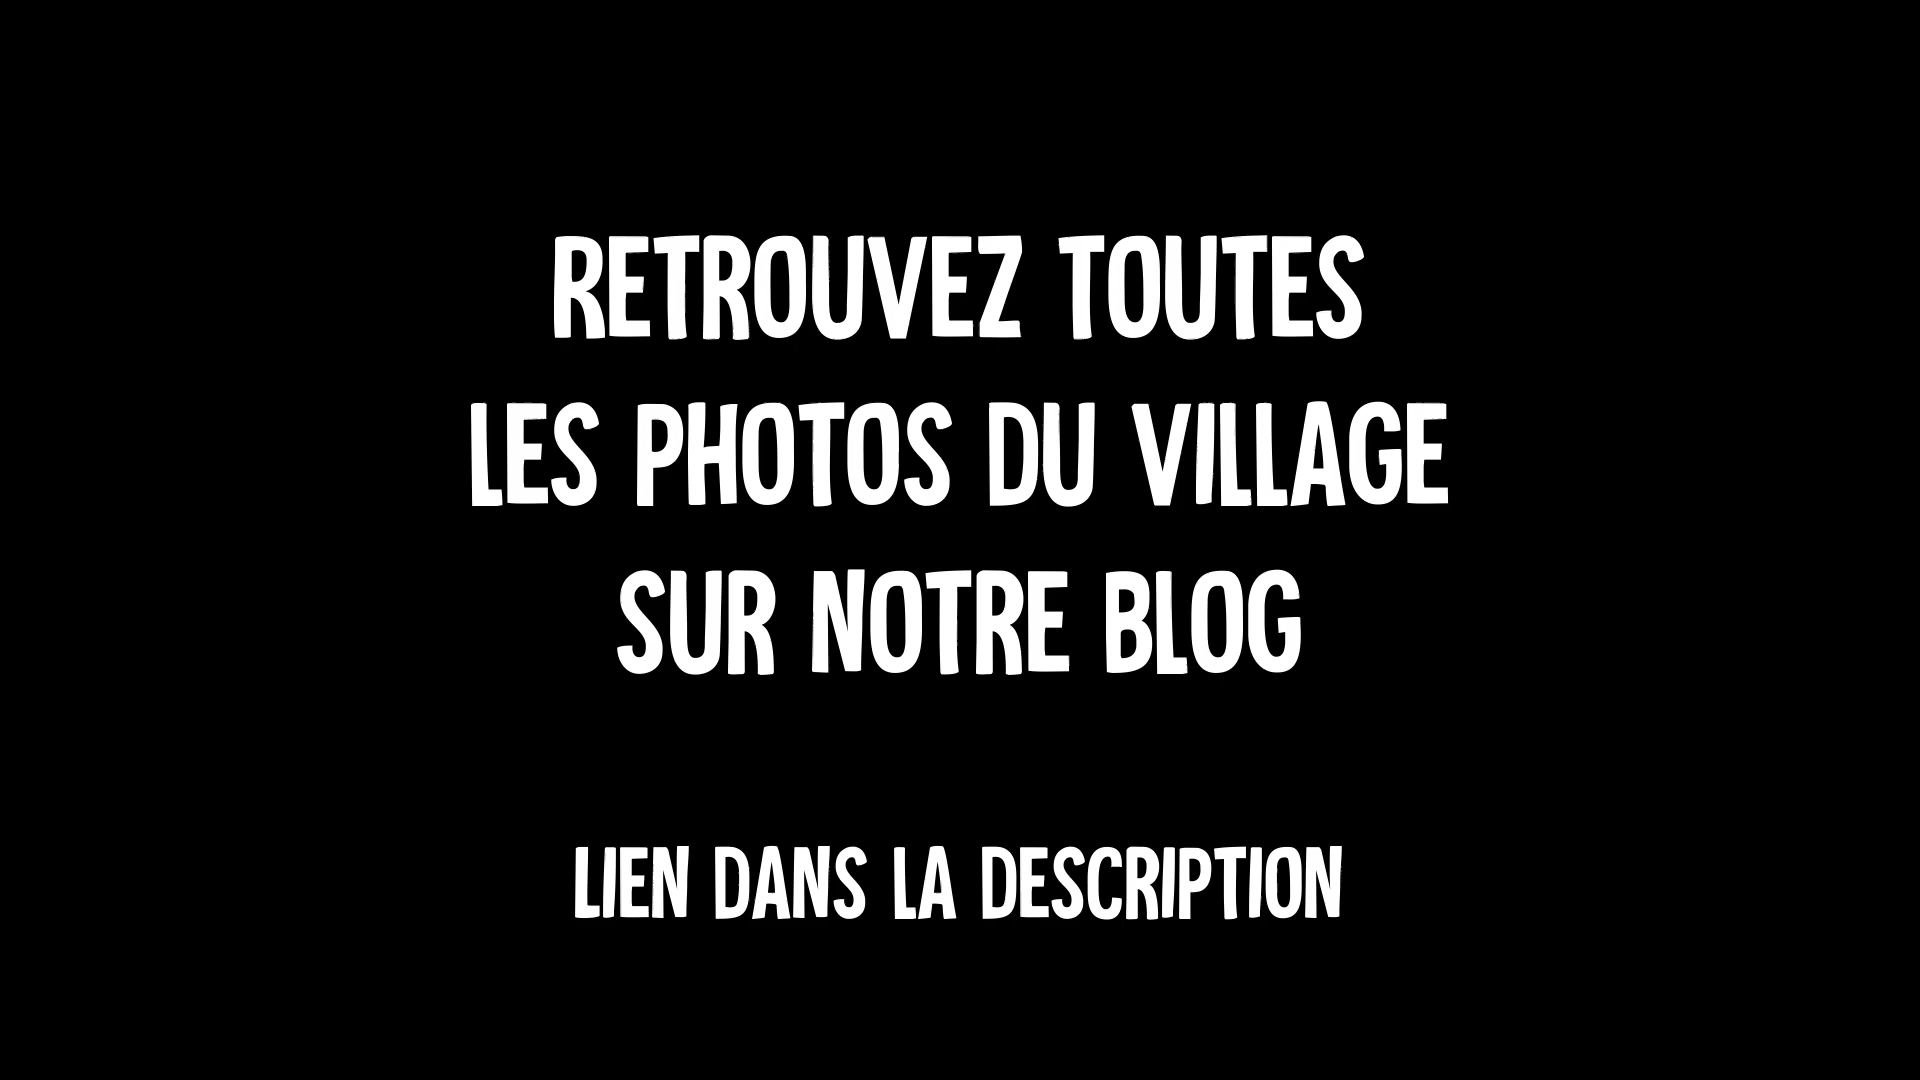 RETROUVEZ TOUTES
LES PHOTOS DU VILLAGE
SUR NOTRE BLOG
LIEN DANS LA DESCRIPTION